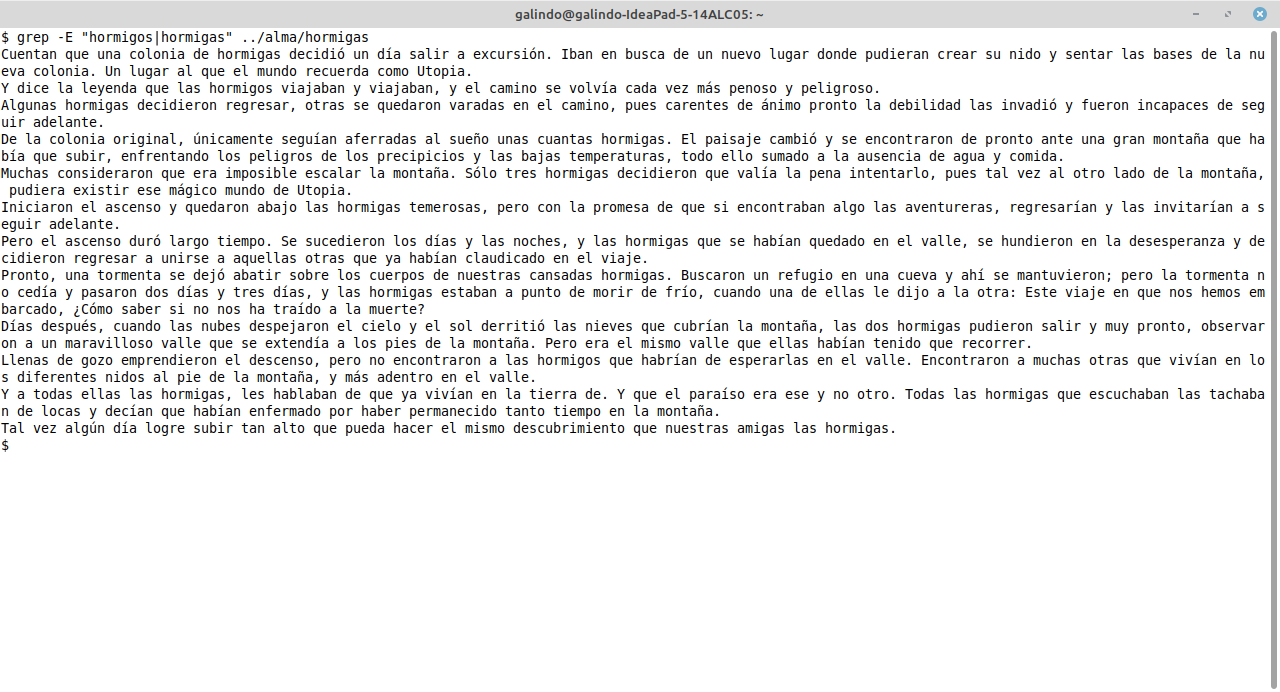 galindo@galindo-IdeaPad-5-14ALC05: ~
$ grep -E "hormigos|hormigas" ../alma/hormigas
Cuentan que una colonia de hormigas decidió un día salir a excursión. Iban en busca de un nuevo lugar donde pudieran crear su nido y sentar las bases de la nu
eva colonia. Un lugar al que el mundo recuerda como Utopia.
Y dice la leyenda que las hormigos viajaban y viajaban, y el camino se volvía cada vez más penoso y peligroso.
Algunas hormigas decidieron regresar, otras se quedaron varadas en el camino, pues carentes de ánimo pronto la debilidad las invadió y fueron incapaces de seg
uir adelante.
De la colonia original, únicamente seguían aferradas al sueño unas cuantas hormigas. El paisaje cambió y se encontraron de pronto ante una gran montaña que ha
bía que subir, enfrentando los peligros de los precipicios y las bajas temperaturas, todo ello sumado a la ausencia de agua y comida.
Muchas consideraron que era imposible escalar la montaña. Sólo tres hormigas decidieron que valía la pena intentarlo, pues tal vez al otro lado de la montaña,
 pudiera existir ese mágico mundo de Utopia.
Iniciaron el ascenso y quedaron abajo las hormigas temerosas, pero con la promesa de que si encontraban algo las aventureras, regresarían y las invitarían a s
eguir adelante.
Pero el ascenso duró largo tiempo. Se sucedieron los días y las noches, y las hormigas que se habían quedado en el valle, se hundieron en la desesperanza y de
cidieron regresar a unirse a aquellas otras que ya habían claudicado en el viaje.
Pronto, una tormenta se dejó abatir sobre los cuerpos de nuestras cansadas hormigas. Buscaron un refugio en una cueva y ahí se mantuvieron; pero la tormenta n
o cedía y pasaron dos días y tres días, y las hormigas estaban a punto de morir de frío, cuando una de ellas le dijo a la otra: Este viaje en que nos hemos em
barcado, ¿Cómo saber si no nos ha traído a la muerte?
Días después, cuando las nubes despejaron el cielo y el sol derritió las nieves que cubrían la montaña, las dos hormigas pudieron salir y muy pronto, observar
on a un maravilloso valle que se extendía a los pies de la montaña. Pero era el mismo valle que ellas habían tenido que recorrer.
Llenas de gozo emprendieron el descenso, pero no encontraron a las hormigos que habrían de esperarlas en el valle. Encontraron a muchas otras que vivían en lo
s diferentes nidos al pie de la montaña, y más adentro en el valle.
Y a todas ellas las hormigas, les hablaban de que ya vivían en la tierra de. Y que el paraíso era ese y no otro. Todas las hormigas que escuchaban las tachaba
n de locas y decían que habían enfermado por haber permanecido tanto tiempo en la montaña.
Tal vez algún día logre subir tan alto que pueda hacer el mismo descubrimiento que nuestras amigas las hormigas.
$